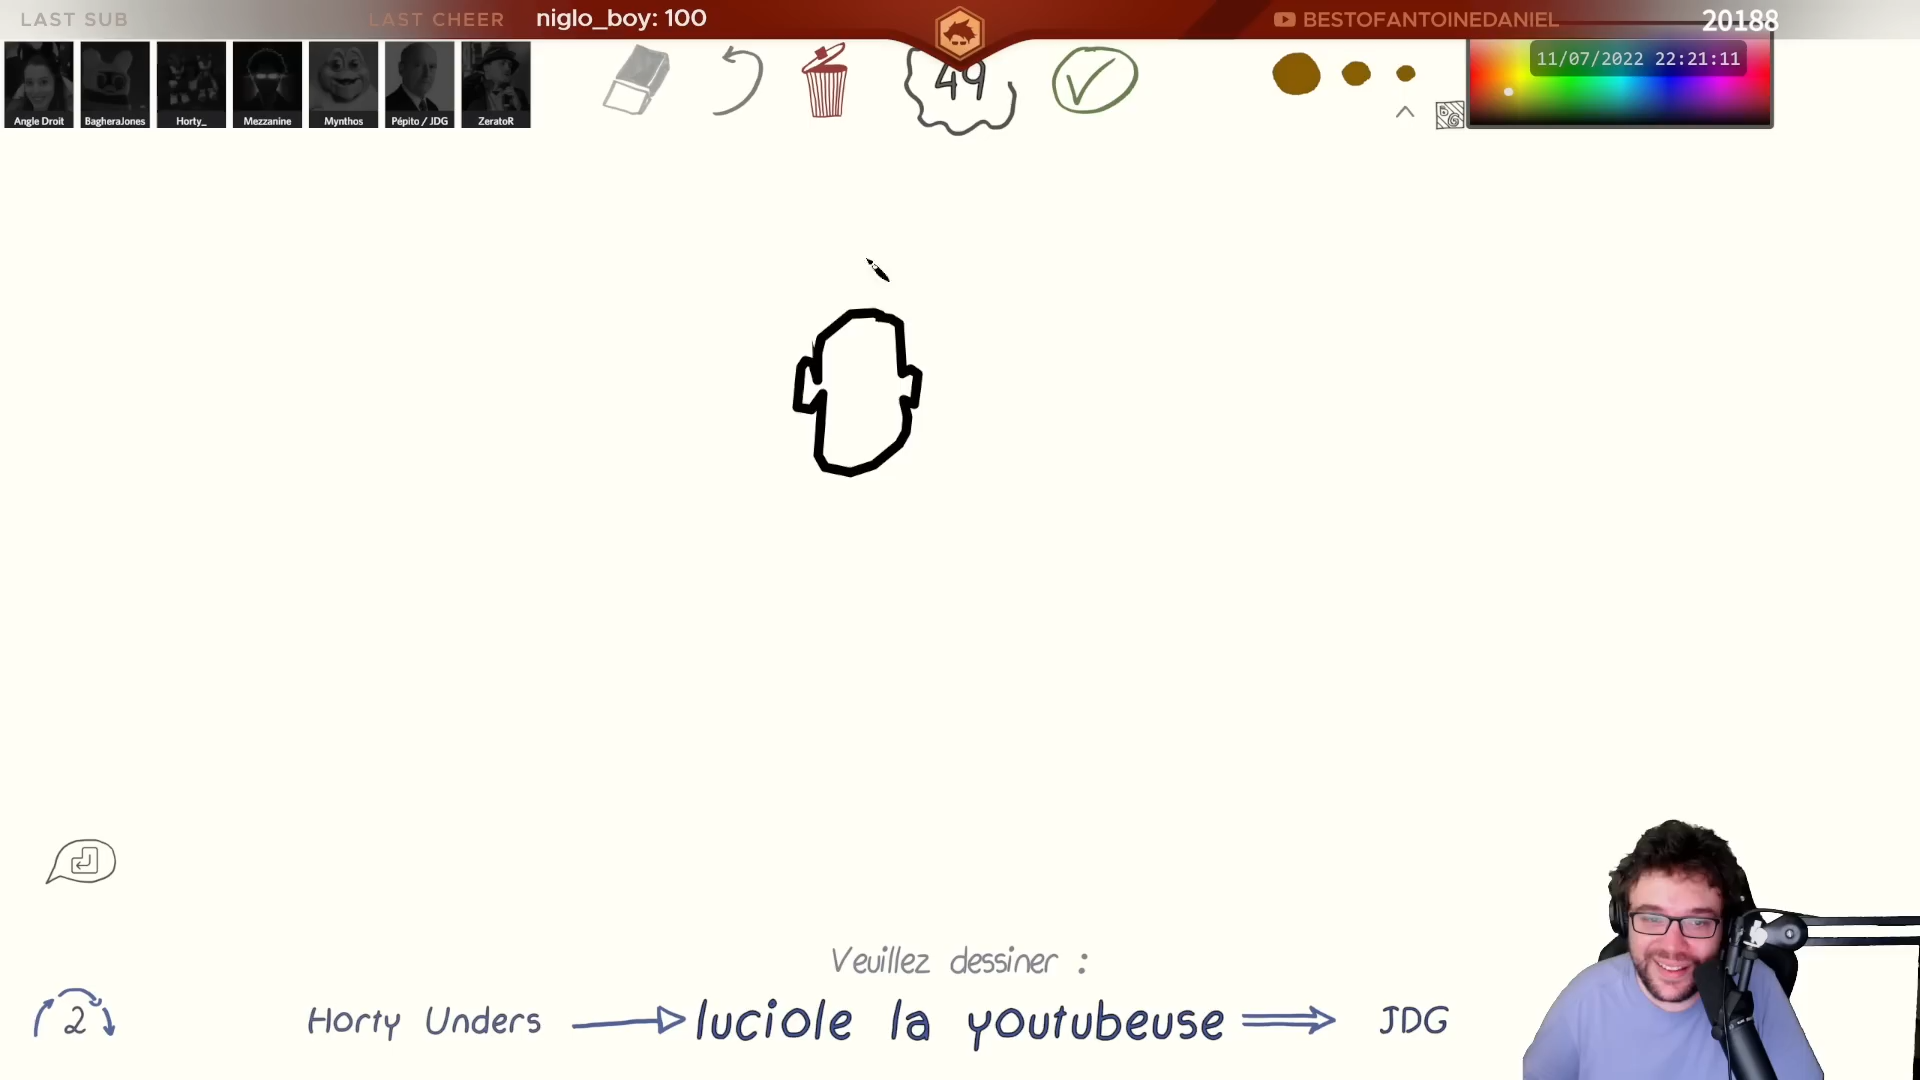 LAST SUB
LAST CHEER
niglo_boy: 100
BESTOFANTOINEDANIEL
20188
11/07/2022 22:21:11
49
Angle Droit
BagheraJones
Horty_
Mezzanine
Mynthos
Pépito / JDG
ZeratoR
BG
Veuillez dessiner :
2
Horty Unders
luciole la youtubeuse
JDG